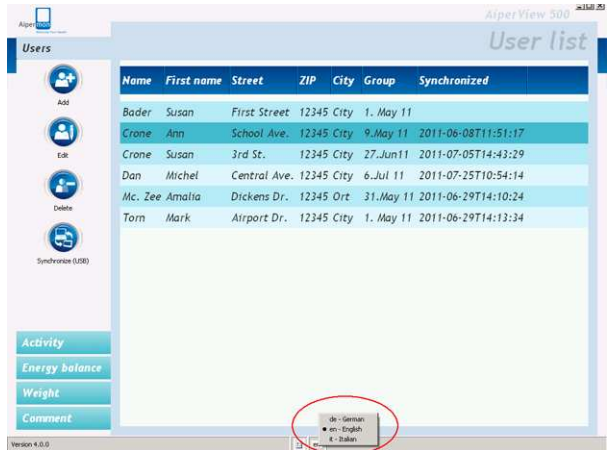 AiperView 500
Aipermon
Users
User list
Name First name Street ZIP City Group Synchronized
Add
Bader Susan First Street 12345 City 1. May 11
Crone Ann School Ave. 12345 City 9.May 11 2011-06-08T11:51:17
Edit
Crone Susan 3rd St. 12345 City 27.Jun11 2011-07-05T14:43:29
Dan Michel Central Ave. 12345 City 6.Jul 11 2011-07-25T10:54:14
Mc. Zee Amalia Dickens Dr. 12345 Ort 31.May 11 2011-06-29T14:10:24
Delete
Torn Mark Airport Dr. 12345 City 1. May 11 2011-06-29T14:13:34
Synchronize (USB)
Activity
Energy balance
Weight
Comment
de - German
en - English
it - Italian
Version 4.0.0